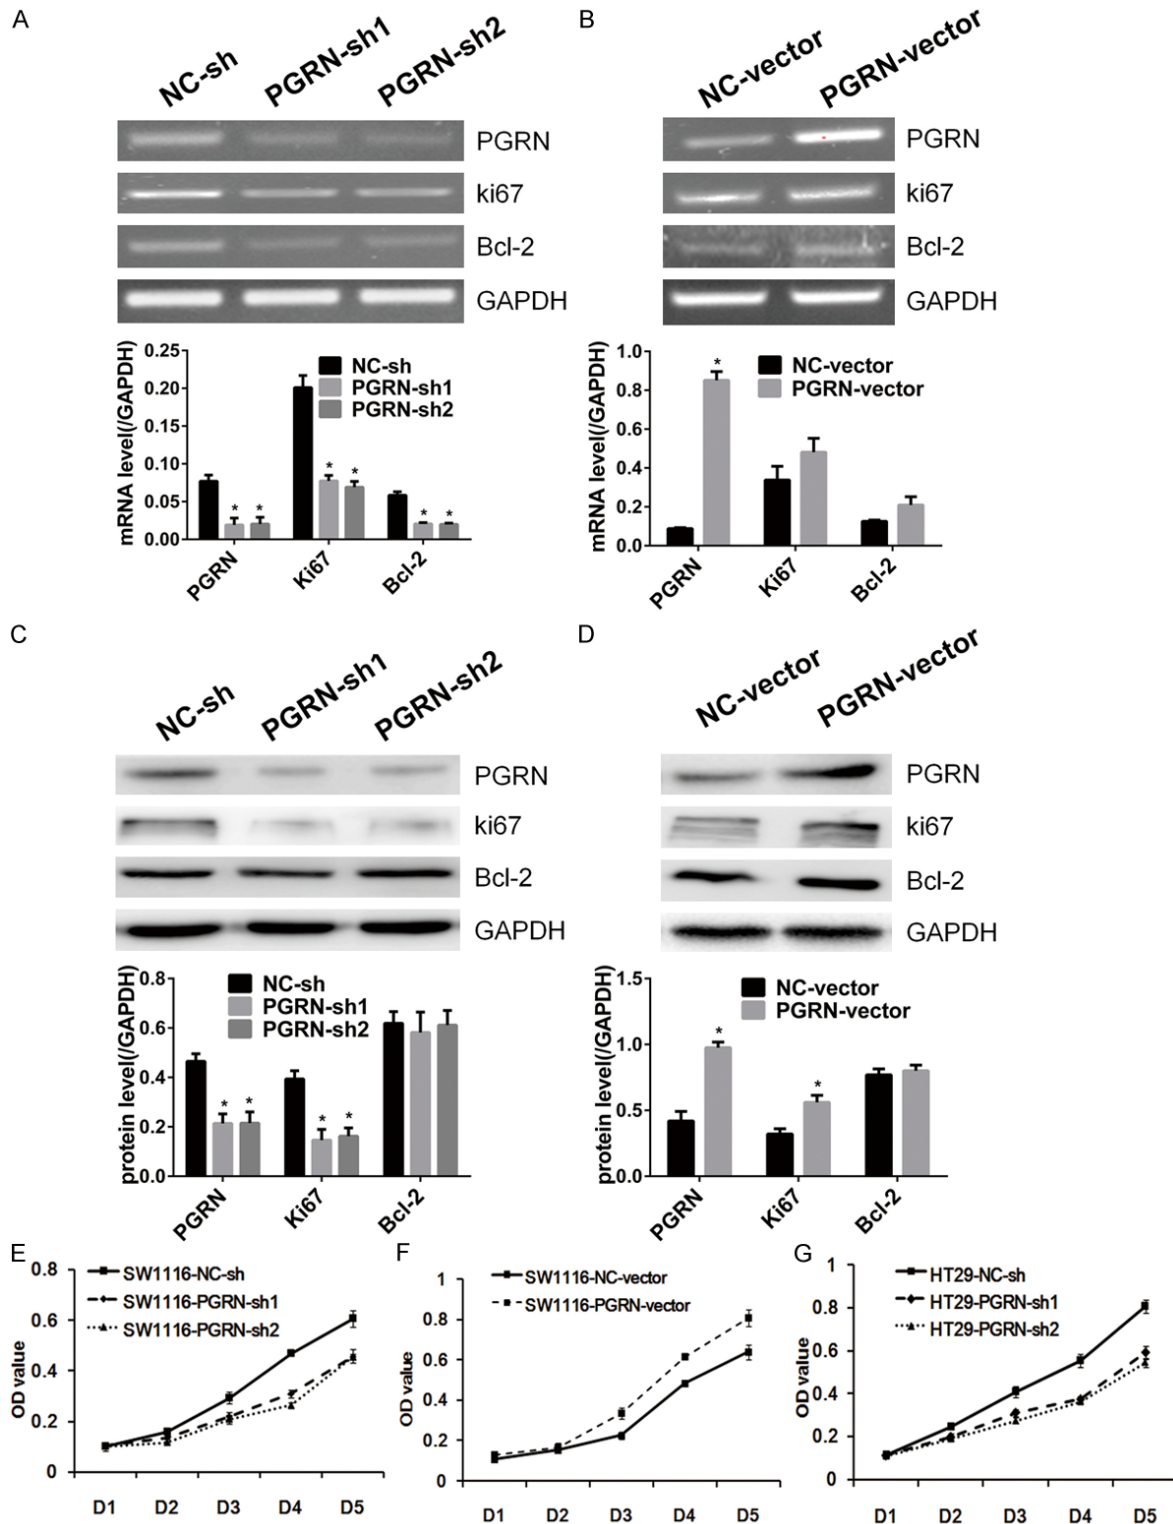 A
NC-sh
PGRN-sh1
PGRN-sh2
PGRN
ki67
Bcl-2
GAPDH
mRNA level(/GAPDH)
0.25
0.20
0.15
0.10
0.05
0.00
NC-sh
PGRN-sh1
PGRN-sh2
* * * * * *
PGRN
Ki67
Bcl-2
B
NC-vector
PGRN-vector
PGRN
ki67
Bcl-2
GAPDH
mRNA level(/GAPDH)
1.0
0.8
0.6
0.4
0.2
0.0
NC-vector
PGRN-vector
*
PGRN
Ki67
Bcl-2
C
NC-sh
PGRN-sh1
PGRN-sh2
PGRN
ki67
Bcl-2
GAPDH
protein level(/GAPDH)
0.8
0.6
0.4
0.2
0.0
NC-sh
PGRN-sh1
PGRN-sh2
* * * *
PGRN
Ki67
Bcl-2
D
NC-vector
PGRN-vector
PGRN
ki67
Bcl-2
GAPDH
protein level(/GAPDH)
1.5
1.0
0.5
0.0
NC-vector
PGRN-vector
* *
PGRN
Ki67
Bcl-2
E
OD value
0.8
0.6
0.4
0.2
0
SW1116-NC-sh
SW1116-PGRN-sh1
SW1116-PGRN-sh2
D1 D2 D3 D4 D5
F
OD value
1
0.8
0.6
0.4
0.2
0
SW1116-NC-vector
SW1116-PGRN-vector
D1 D2 D3 D4 D5
G
OD value
1
0.8
0.6
0.4
0.2
0
HT29-NC-sh
HT29-PGRN-sh1
HT29-PGRN-sh2
D1 D2 D3 D4 D5